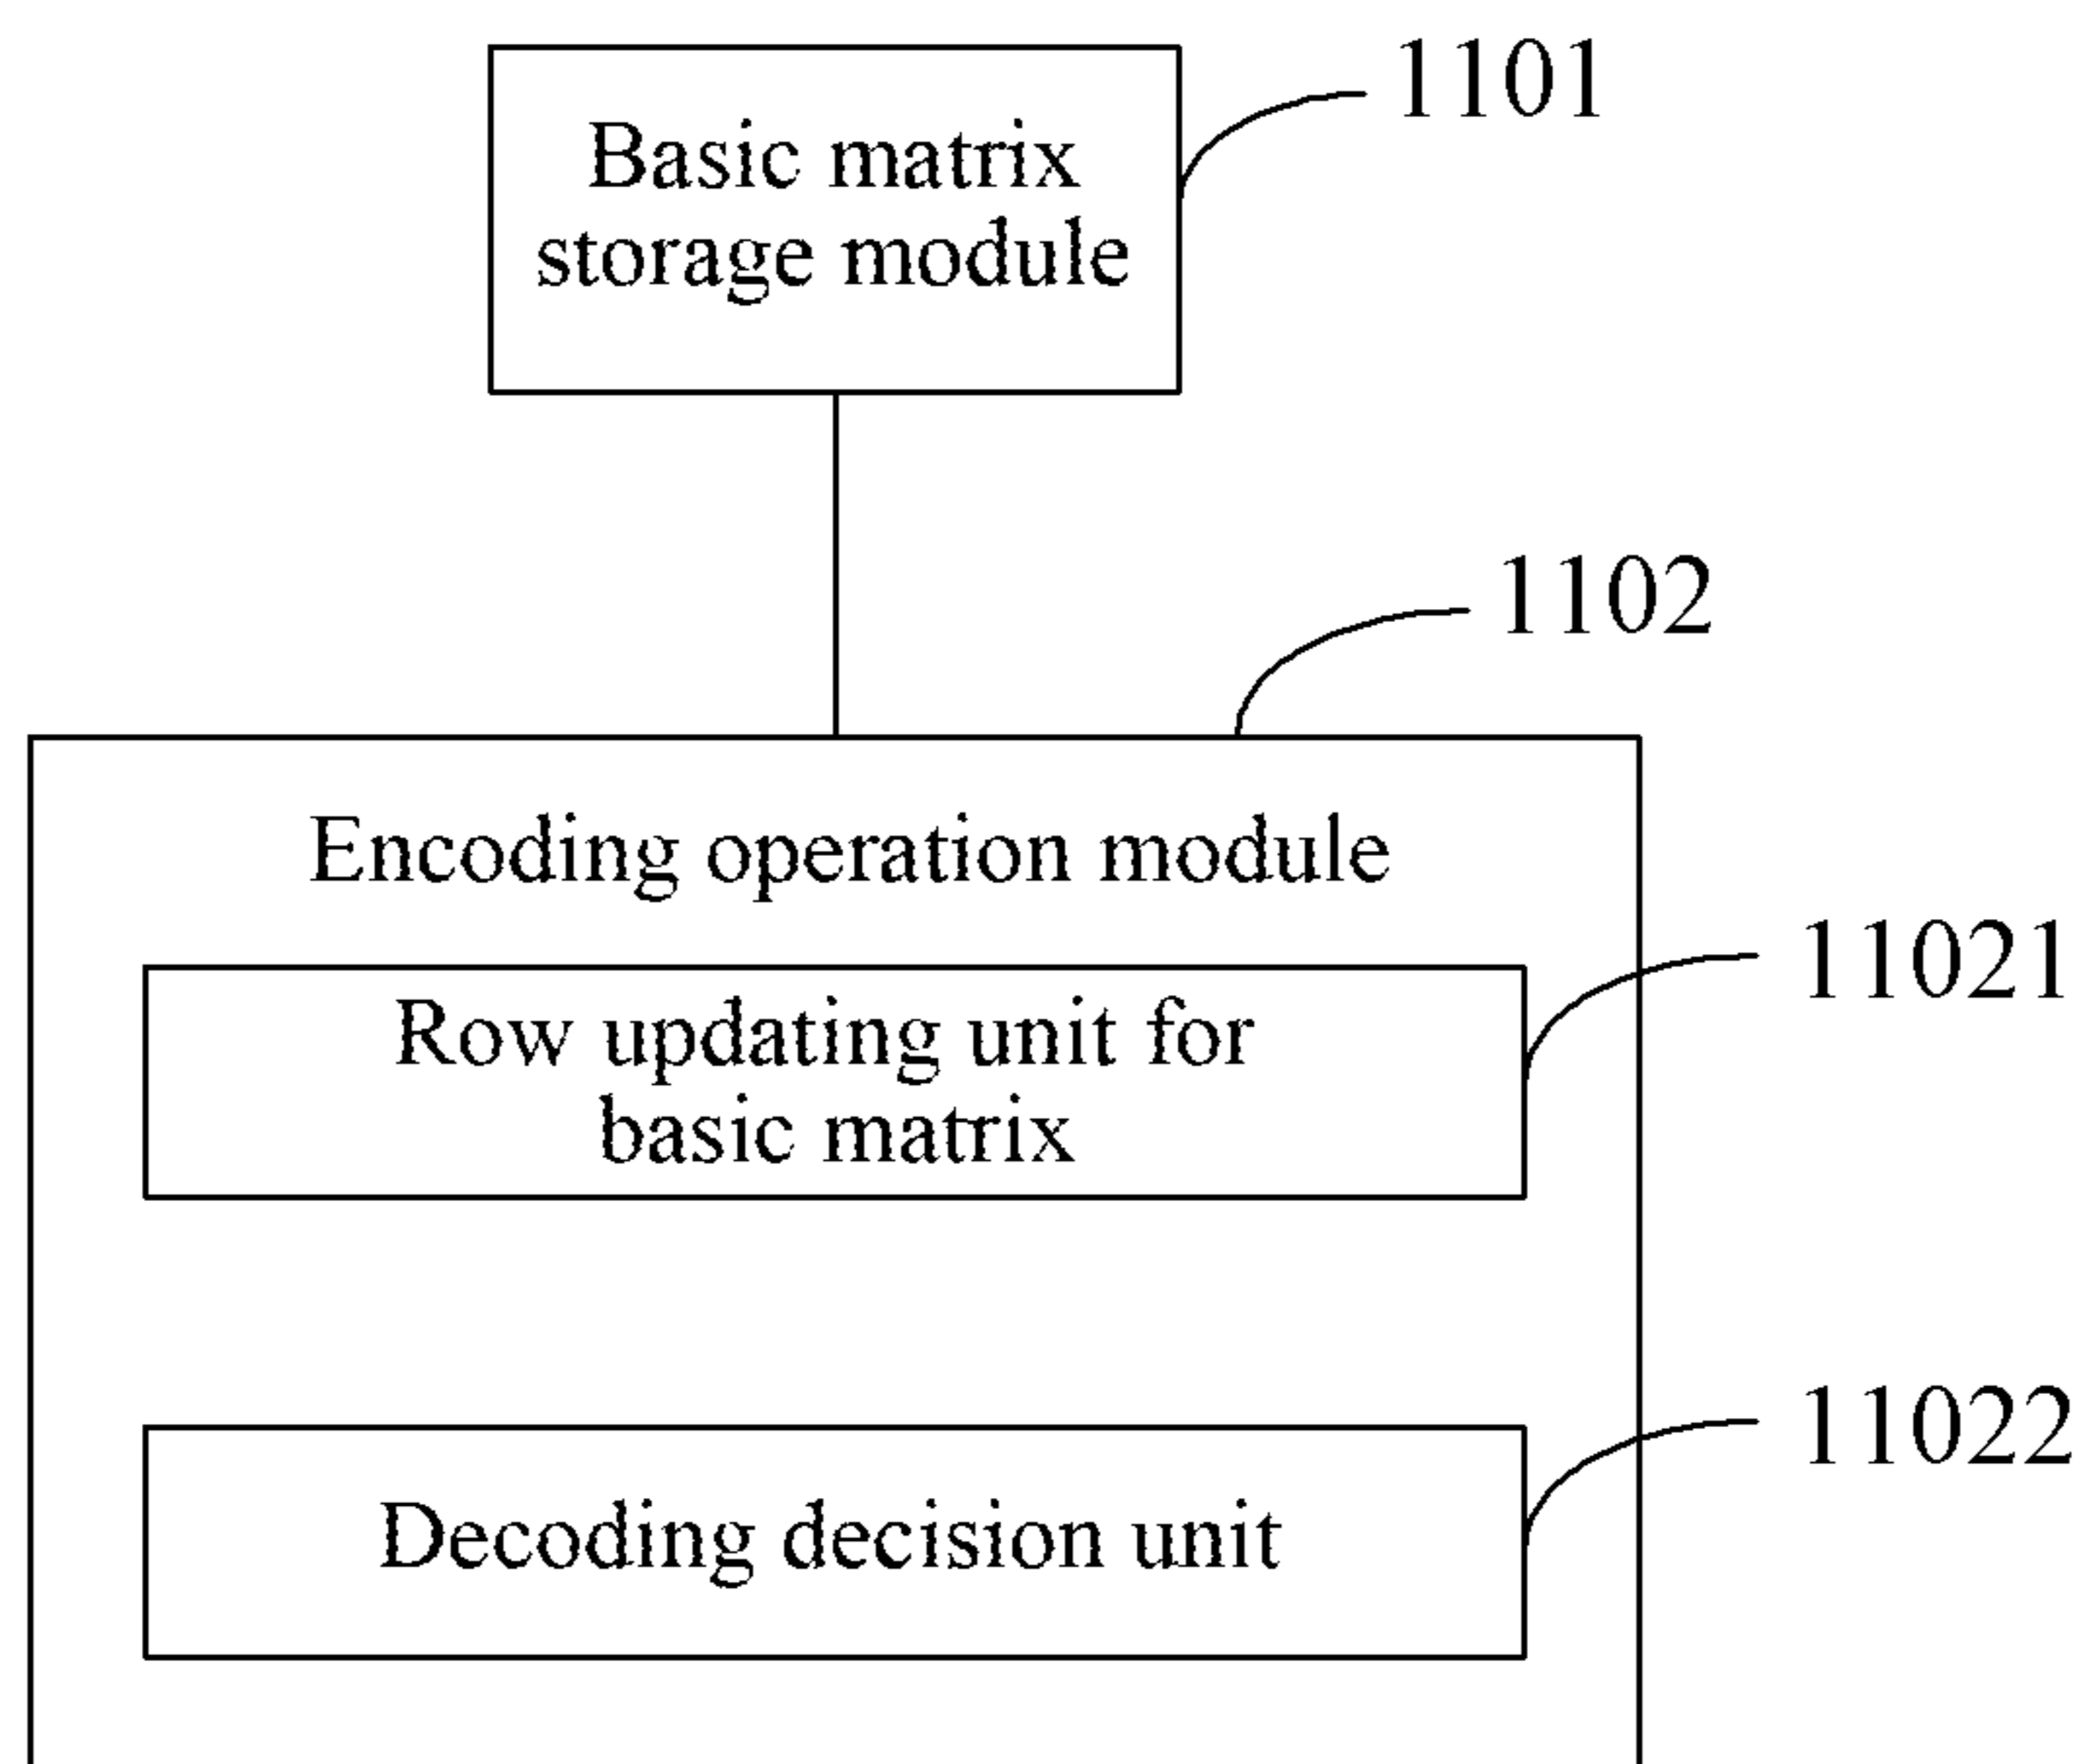 Basic matrix
storage module
1101
1102
Encoding operation module
Row updating unit for
basic matrix
11021
Decoding decision unit
11022